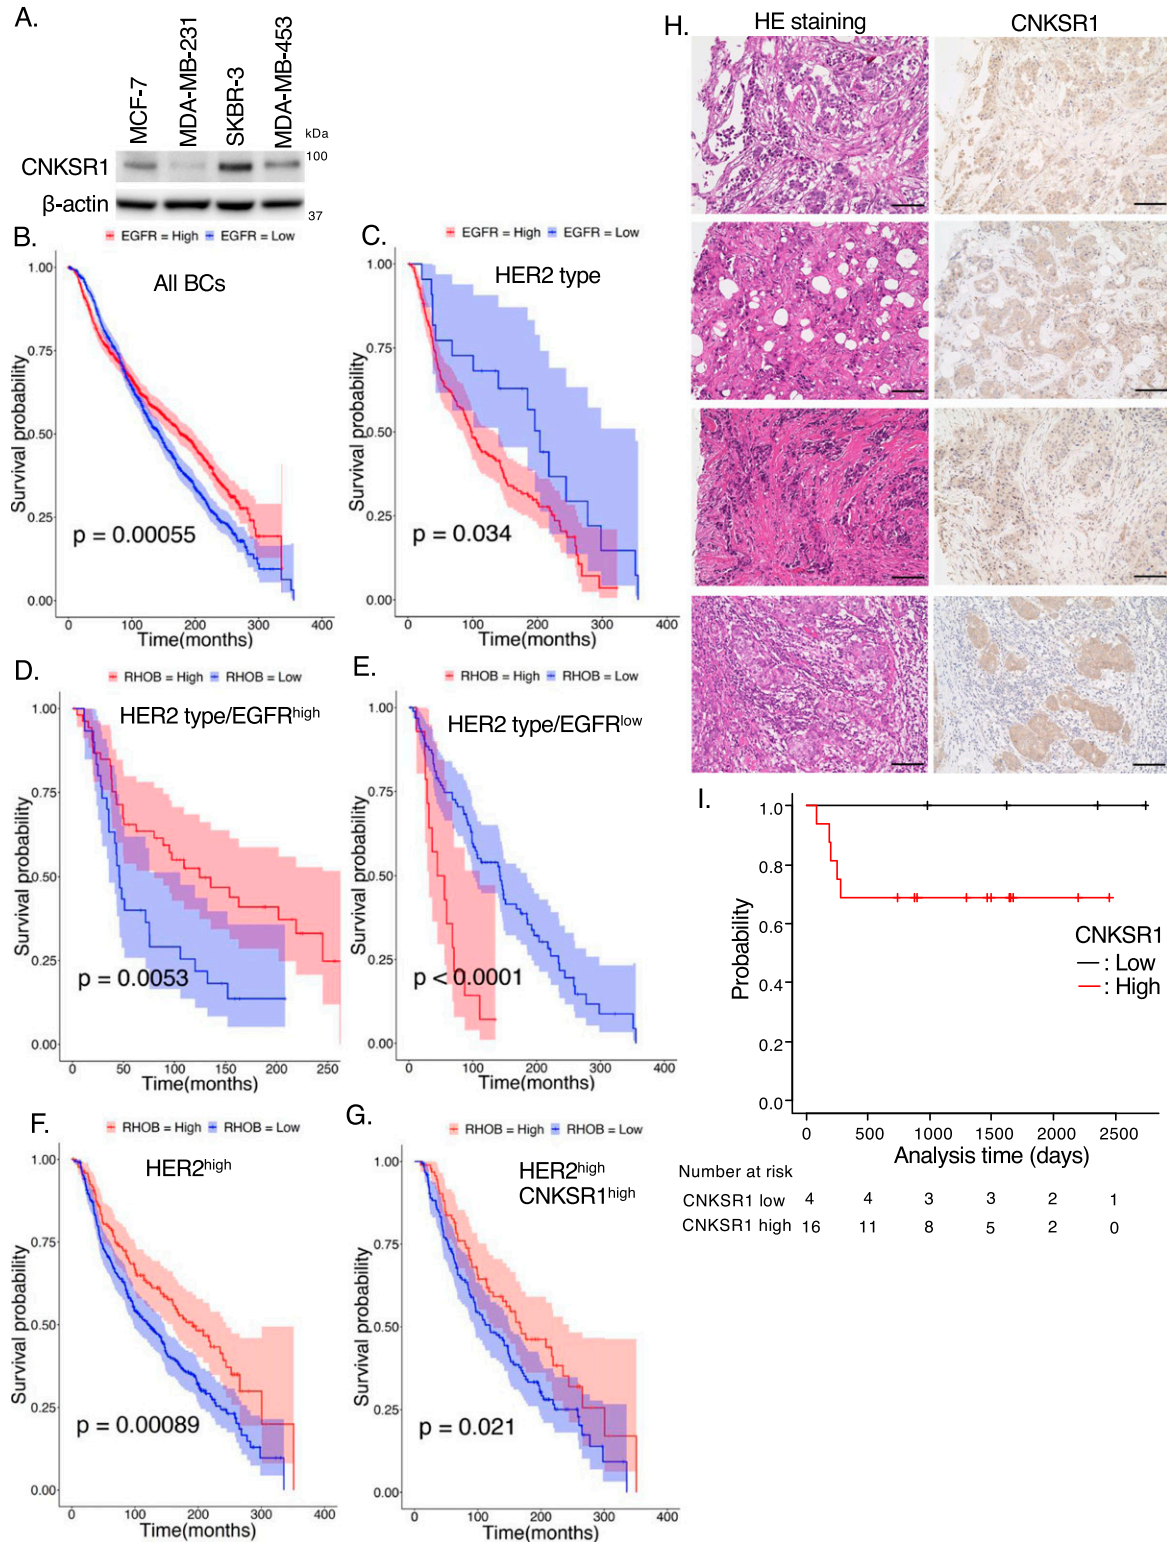 A.
MCF-7
MDA-MB-231
SKBR-3
MDA-MB-453
kDa
CNKSR1
100
β-actin
37
B.
EGFR = High EGFR = Low
All BCs
Survival probability
1.00
0.75
0.50
0.25
0.00
p = 0.00055
0 100 200 300 400
Time(months)
C.
EGFR = High EGFR = Low
HER2 type
Survival probability
1.00
0.75
0.50
0.25
0.00
p = 0.034
0 100 200 300 400
Time(months)
D.
RHOB = High RHOB = Low
HER2 type/EGFRhigh
Survival probability
1.00
0.75
0.50
0.25
0.00
p = 0.0053
0 50 100 150 200 250
Time(months)
E.
RHOB = High RHOB = Low
HER2 type/EGFRlow
Survival probability
1.00
0.75
0.50
0.25
0.00
p < 0.0001
0 100 200 300 400
Time(months)
F.
RHOB = High RHOB = Low
HER2high
Survival probability
1.00
0.75
0.50
0.25
0.00
p = 0.00089
0 100 200 300 400
Time(months)
G.
RHOB = High RHOB = Low
HER2high
CNKSR1high
Survival probability
1.00
0.75
0.50
0.25
0.00
p = 0.021
0 100 200 300 400
Time(months)
H.
HE staining
CNKSR1
I.
Probability
1.0
0.8
0.6
0.4
0.2
0.0
CNKSR1
: Low
: High
0 500 1000 1500 2000 2500
Analysis time (days)
Number at risk
CNKSR1 low 4 4 3 3 2 1
CNKSR1 high 16 11 8 5 2 0